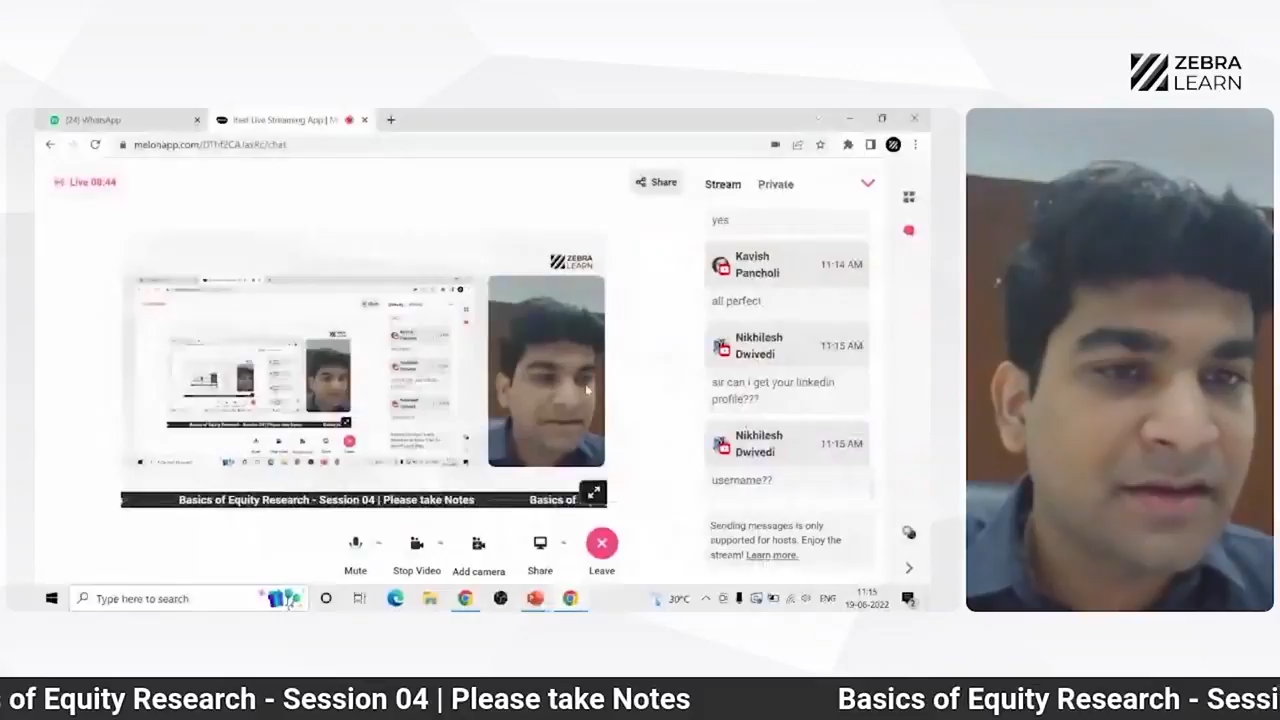 ZEBRA
LEARN
(24) WhatsApp
melonapp.com/
Live 08:44
Share
Stream Private
yes
Kavish
Pancholi
11:14 AM
all perfect
Nikhilesh
Dwivedi
11:15 AM
sir can i get your linkedin
profile???
Nikhilesh
Dwivedi
11:15 AM
username??
Sending messages is only
supported for hosts. Enjoy the
stream! Learn more.
ZEBRA
LEARN
Basics of Equity Research - Session 04 | Please take Notes
Basics of
Mute
Stop Video
Add camera
Share
Leave
Type here to search
30°C
ENG
11:15
19-06-2022
s of Equity Research - Session 04 | Please take Notes
Basics of Equity Research - Sessi